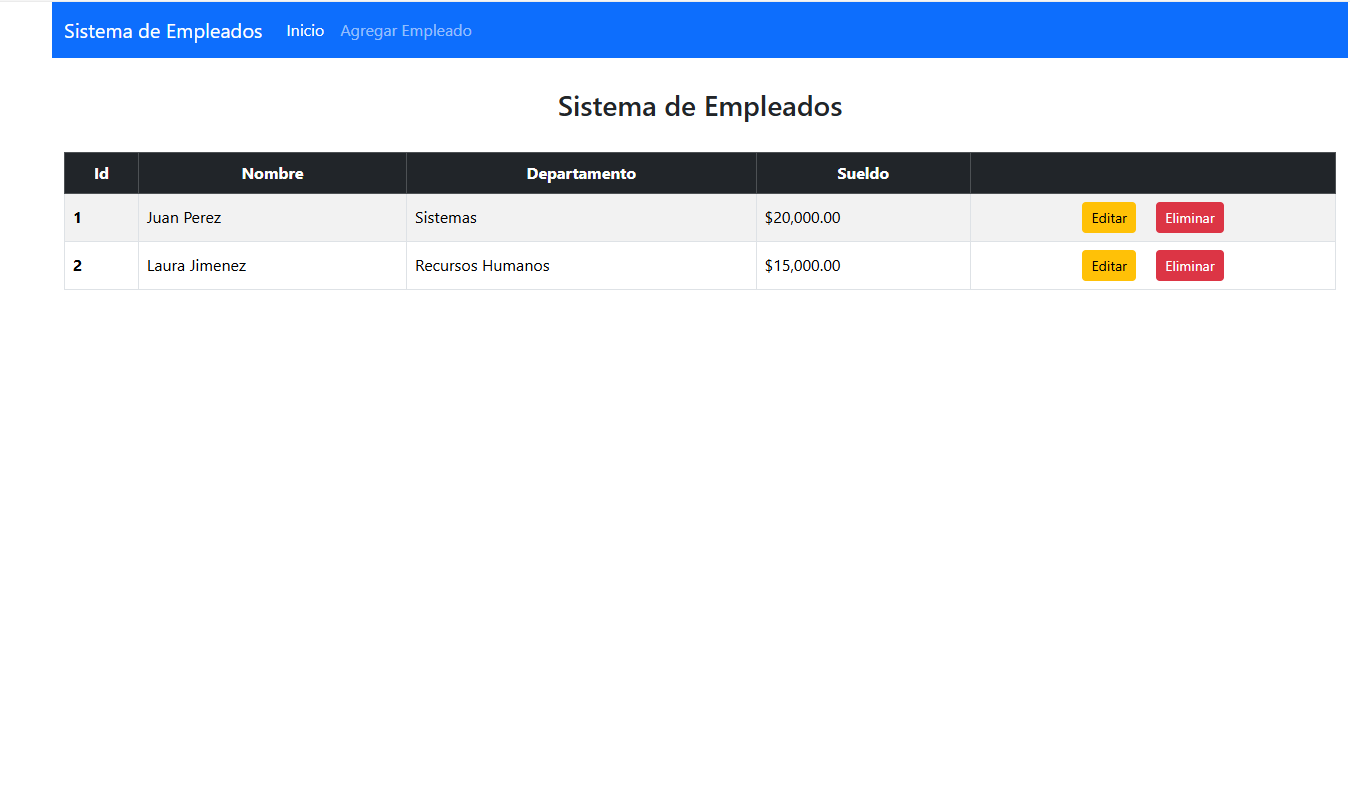 Sistema de Empleados Inicio Agregar Empleado
Sistema de Empleados
Id Nombre Departamento Sueldo
1 Juan Perez Sistemas $20,000.00 Editar Eliminar
2 Laura Jimenez Recursos Humanos $15,000.00 Editar Eliminar